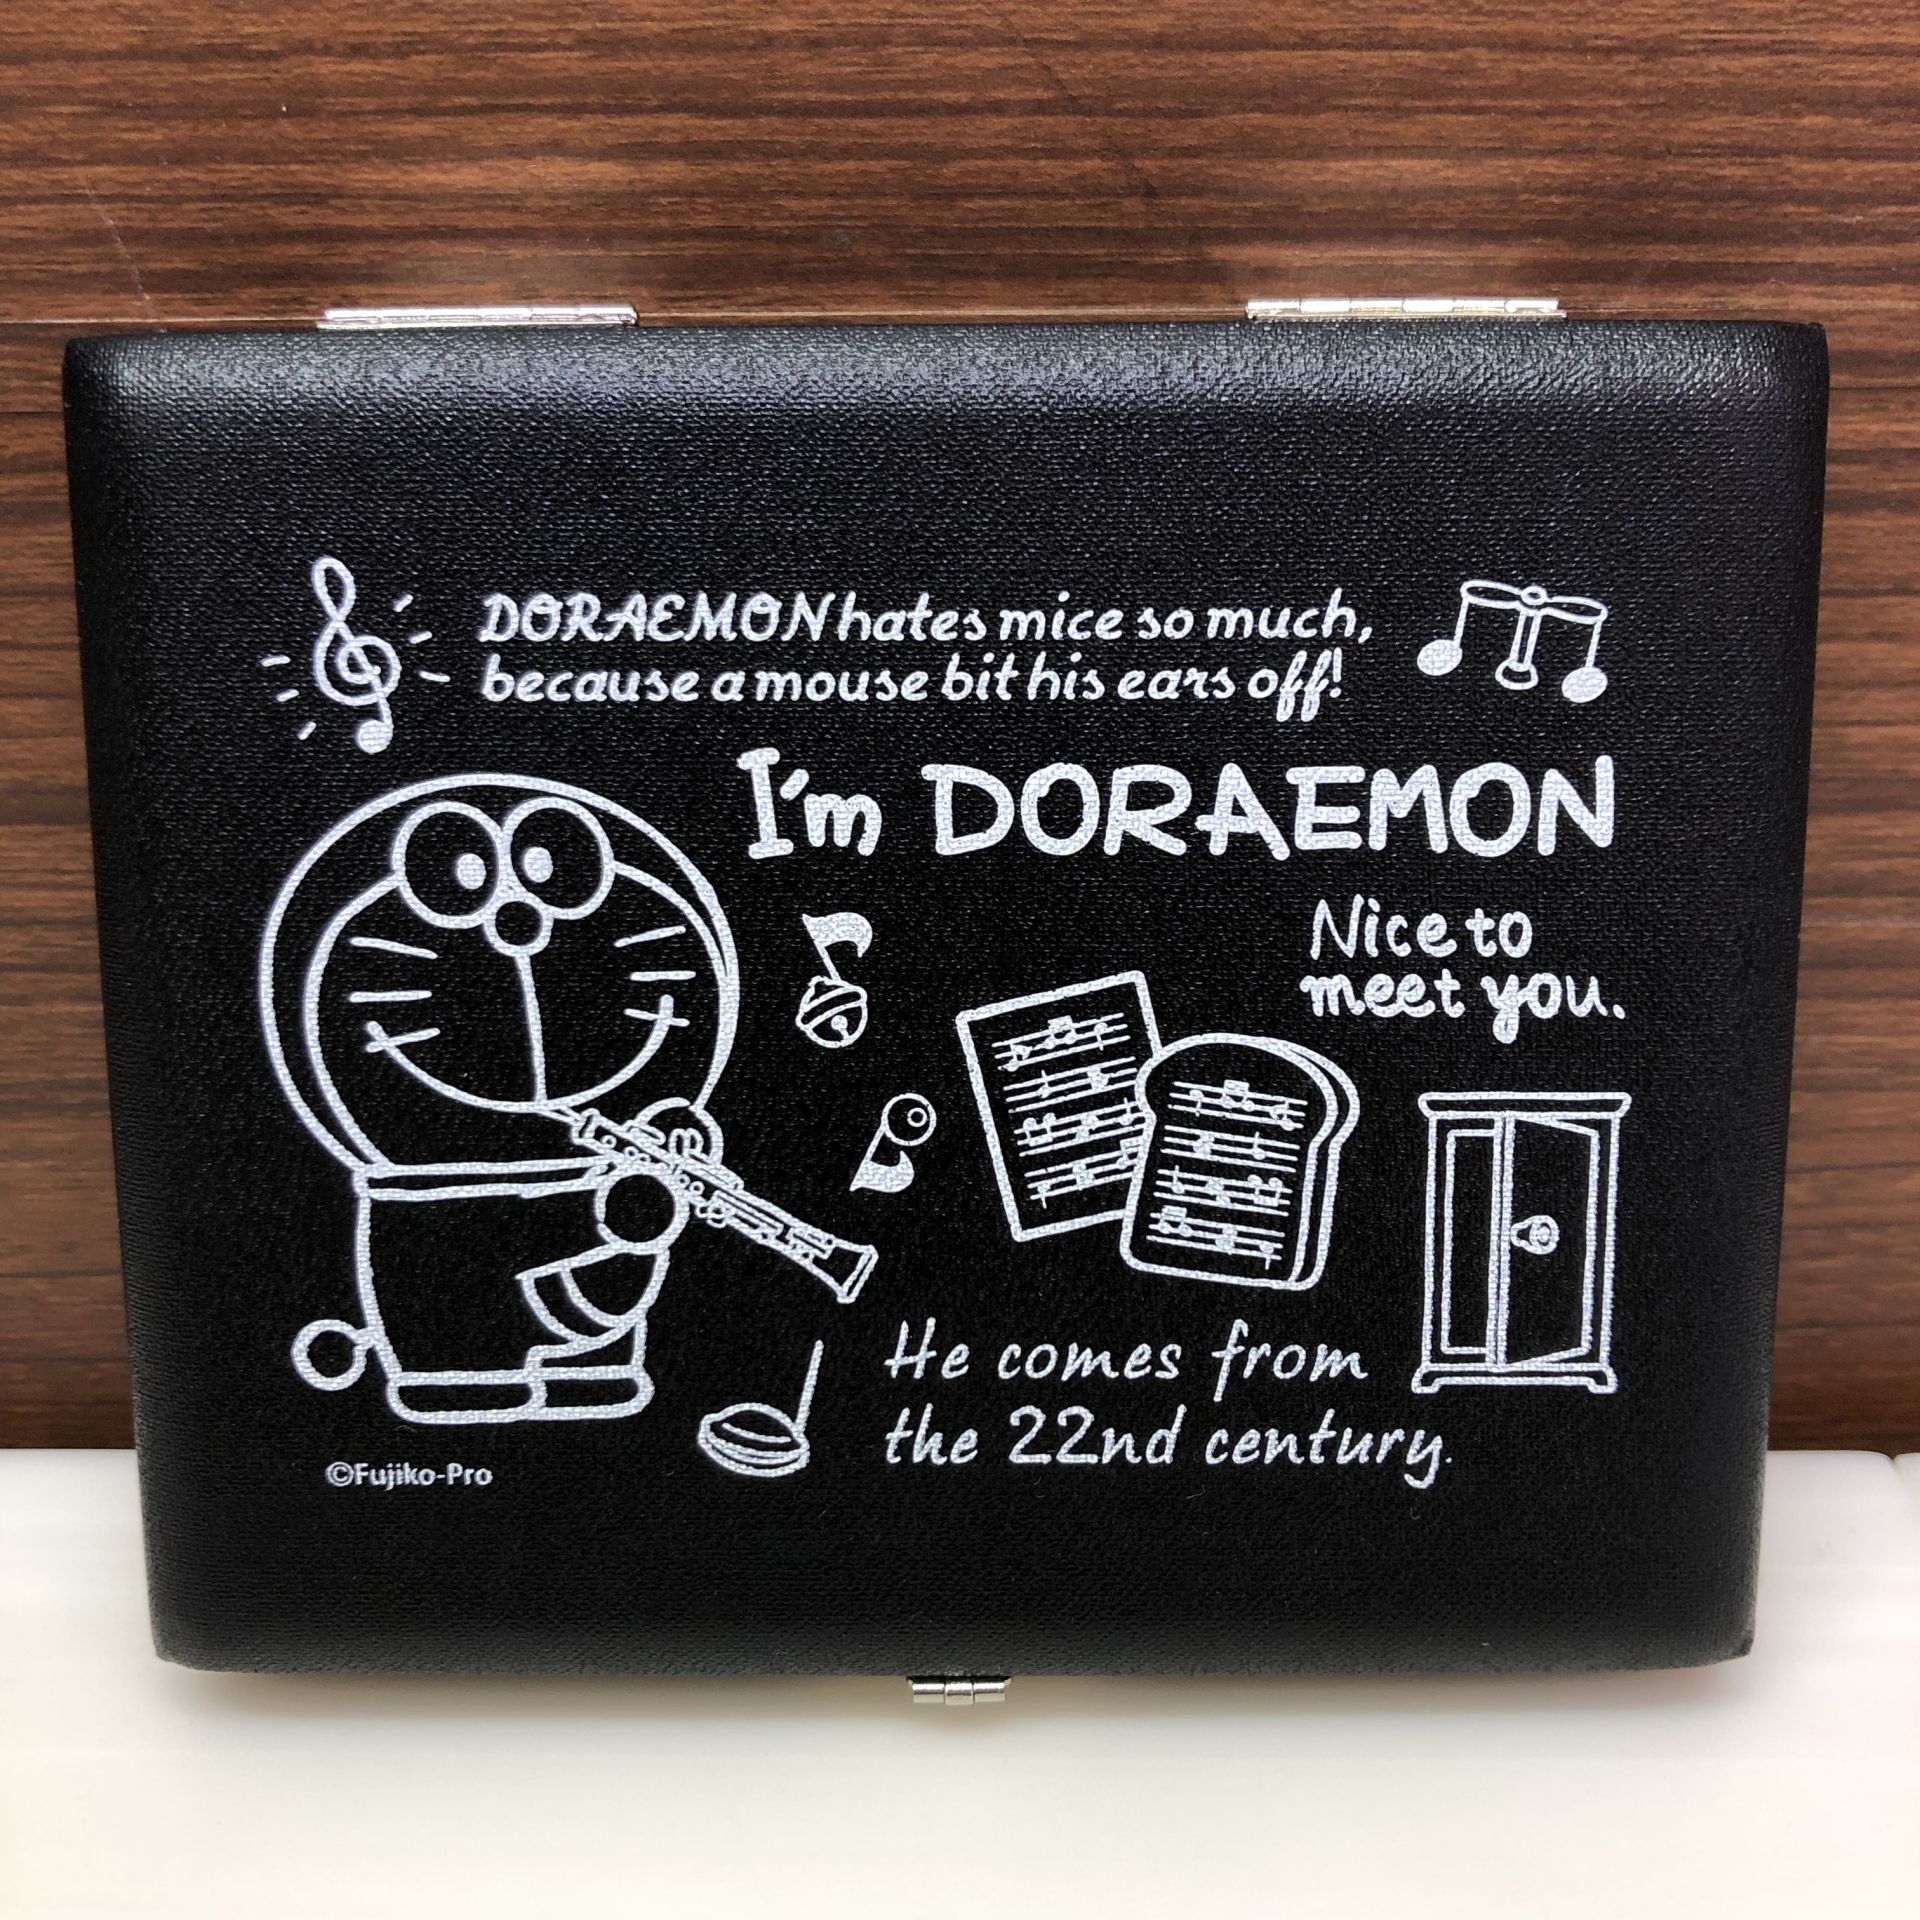 DORAEMON hates mice so much,
because a mouse bit his ears off!
I'm DORAEMON
Nice to
meet you.
He comes from
the 22nd century.
©Fujiko-Pro